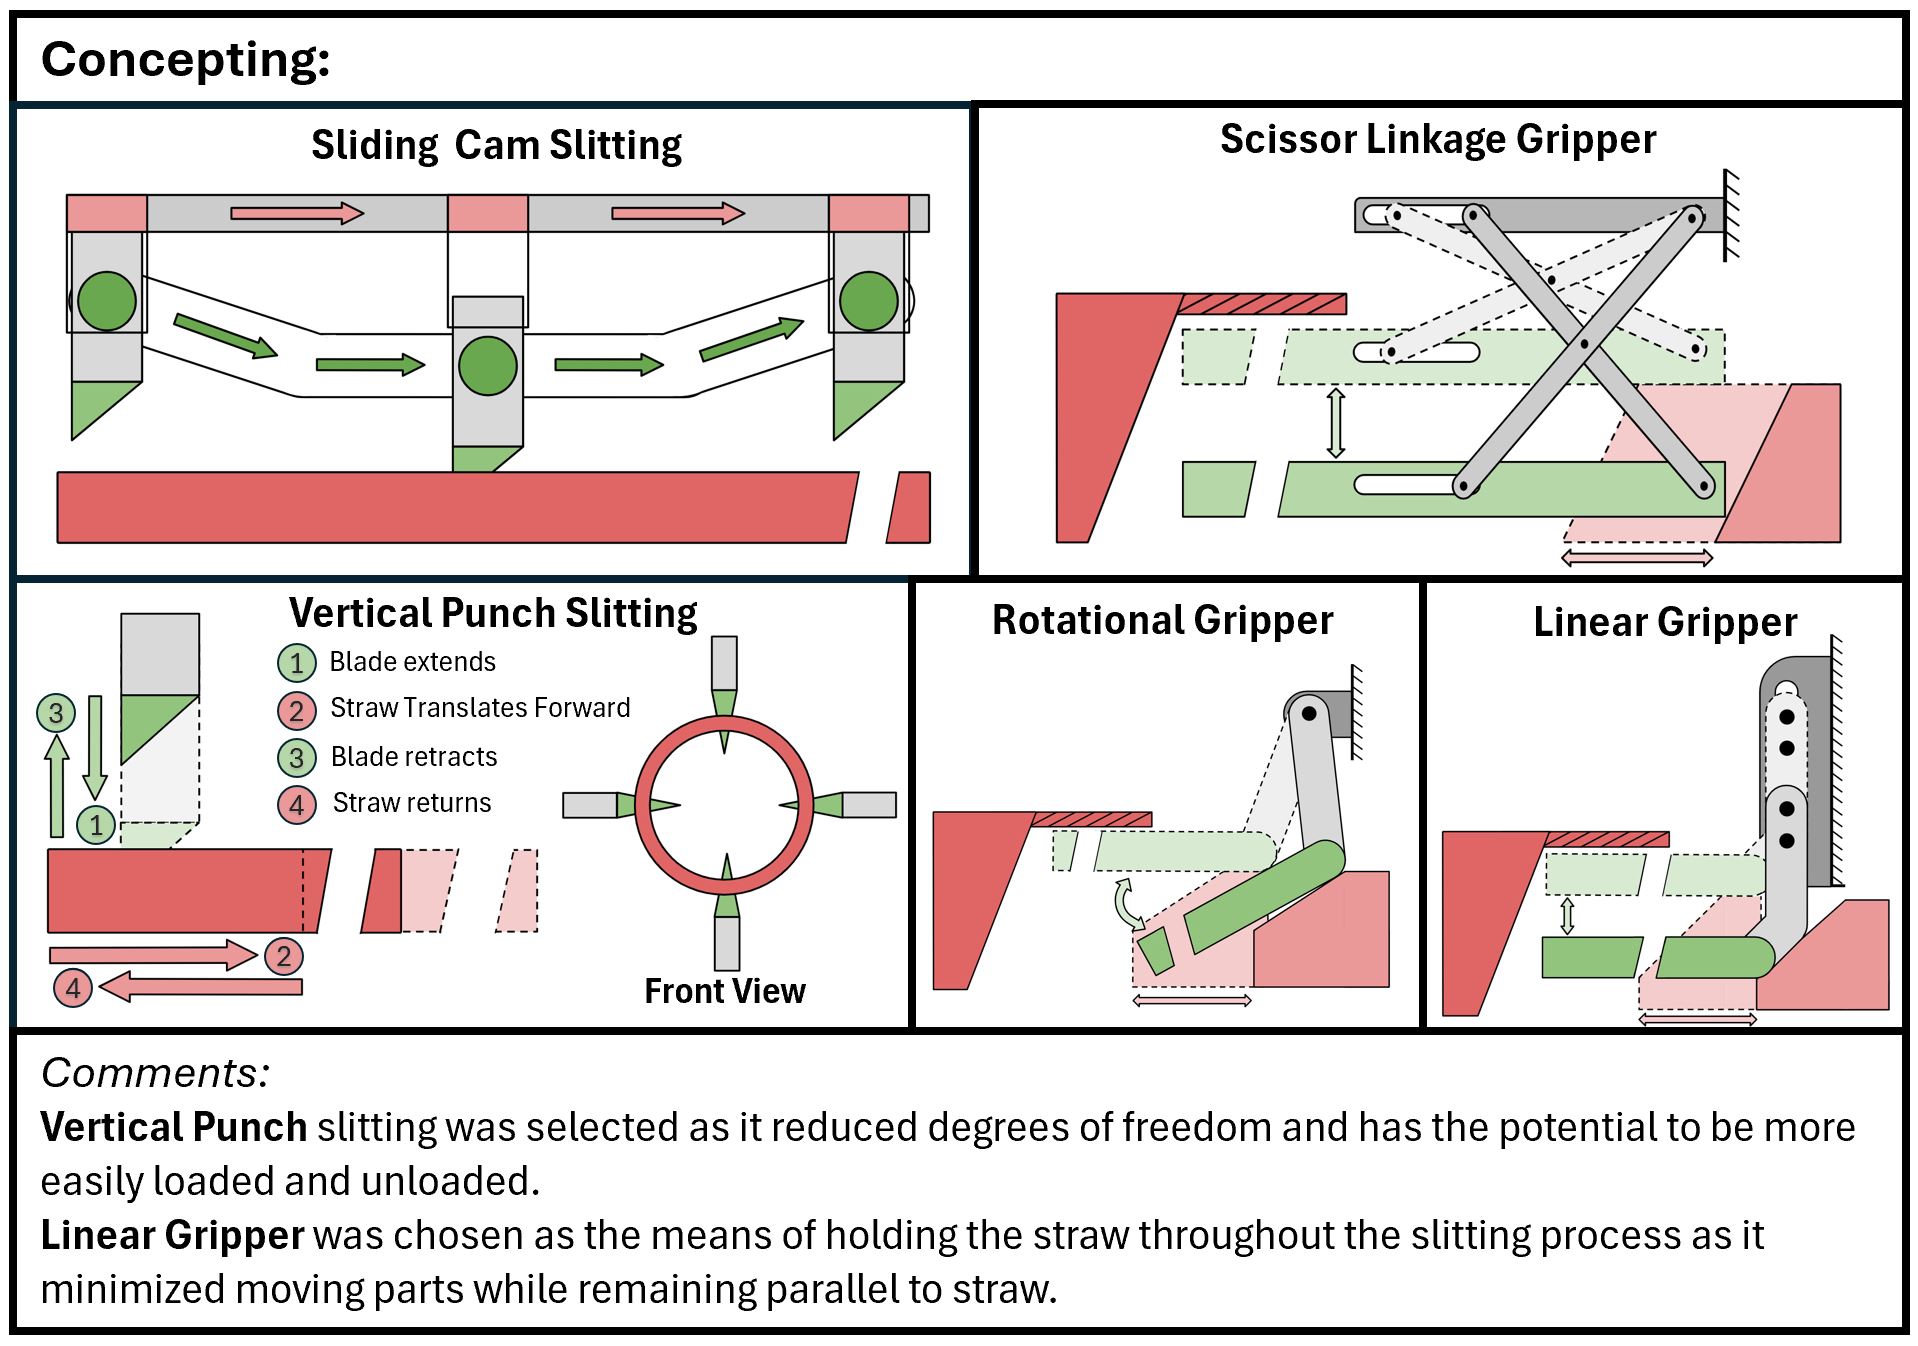 Concepting:
Sliding Cam Slitting
Scissor Linkage Gripper
Vertical Punch Slitting
1 Blade extends
2 Straw Translates Forward
3 Blade retracts
4 Straw returns
3
1
2
4
Front View
Rotational Gripper
Linear Gripper
Comments:
Vertical Punch slitting was selected as it reduced degrees of freedom and has the potential to be more
easily loaded and unloaded.
Linear Gripper was chosen as the means of holding the straw throughout the slitting process as it
minimized moving parts while remaining parallel to straw.